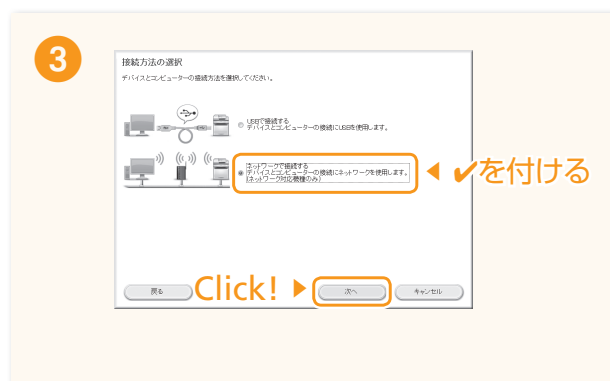 3
接続方法の選択
デバイスとコンピューターの接続方法を選択してください。
USBで接続する
デバイスとコンピューターの接続にUSBを使用します。
ネットワークで接続する
デバイスとコンピューターの接続にネットワークを使用します。
(ネットワーク対応機種のみ)
◀ ✔を付ける
戻る
Click! ▶
次へ
キャンセル